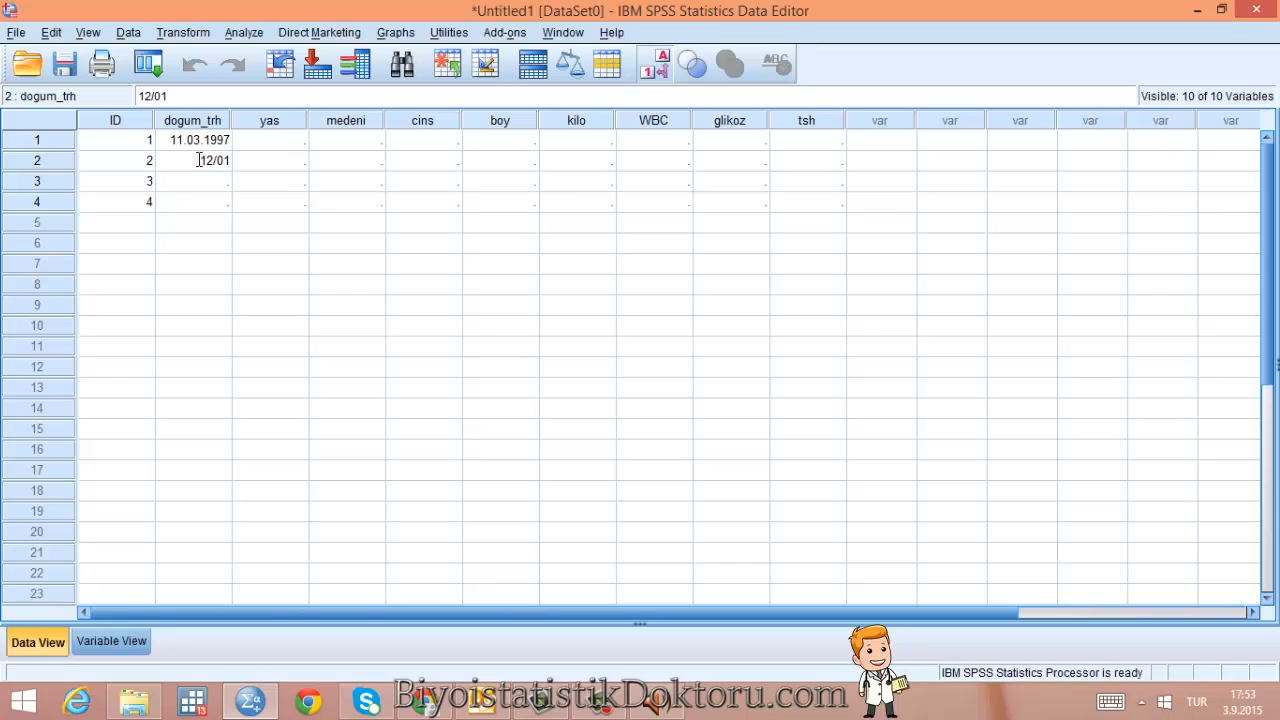 *Untitled1 [DataSet0] - IBM SPSS Statistics Data Editor
File Edit View Data Transform Analyze Direct Marketing Graphs Utilities Add-ons Window Help
2 : dogum_trh 12/01 Visible: 10 of 10 Variables
ID dogum_trh yas medeni cins boy kilo WBC glikoz tsh var var var var var var
1 1 11.03.1997 . . . . . . . .
2 2 12/01 . . . . . . . .
3 3 . . . . . . . . .
4 4 . . . . . . . . .
5
6
7
8
9
10
11
12
13
14
15
16
17
18
19
20
21
22
23
Data View Variable View
IBM SPSS Statistics Processor is ready
BiyoistatistikDoktoru.com
TUR
17:53
3.9.2015